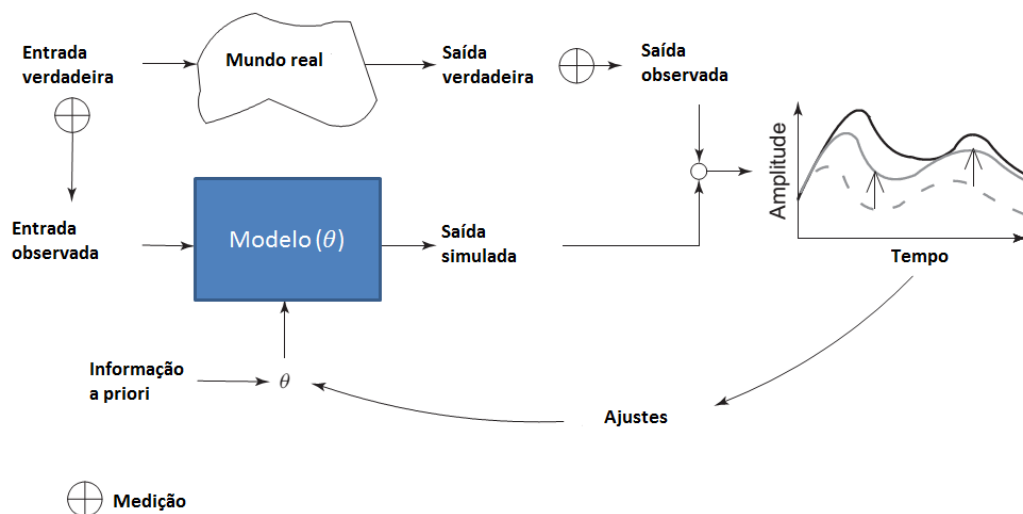 Entrada
verdadeira
Mundo real
Saída
verdadeira
Saída
observada
Entrada
observada
Modelo (θ)
Saída
simulada
Amplitude
Tempo
Informação
a priori
θ
Ajustes
Medição